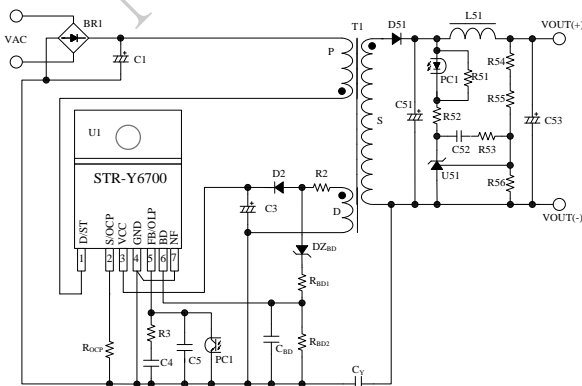 BR1
VAC
C1
T1
P
D51
L51
VOUT(+)
PC1
R51
R54
R55
C51
R52
C53
S
C52
R53
U51
R56
VOUT(-)
U1
STR-Y6700
D/ST
S/OCP
VCC
GND
FB/OLP
BD
NF
1
2
3
4
5
6
7
D2
R2
C3
D
DZBD
RBD1
ROCP
R3
C4
C5
PC1
CBD
RBD2
CY